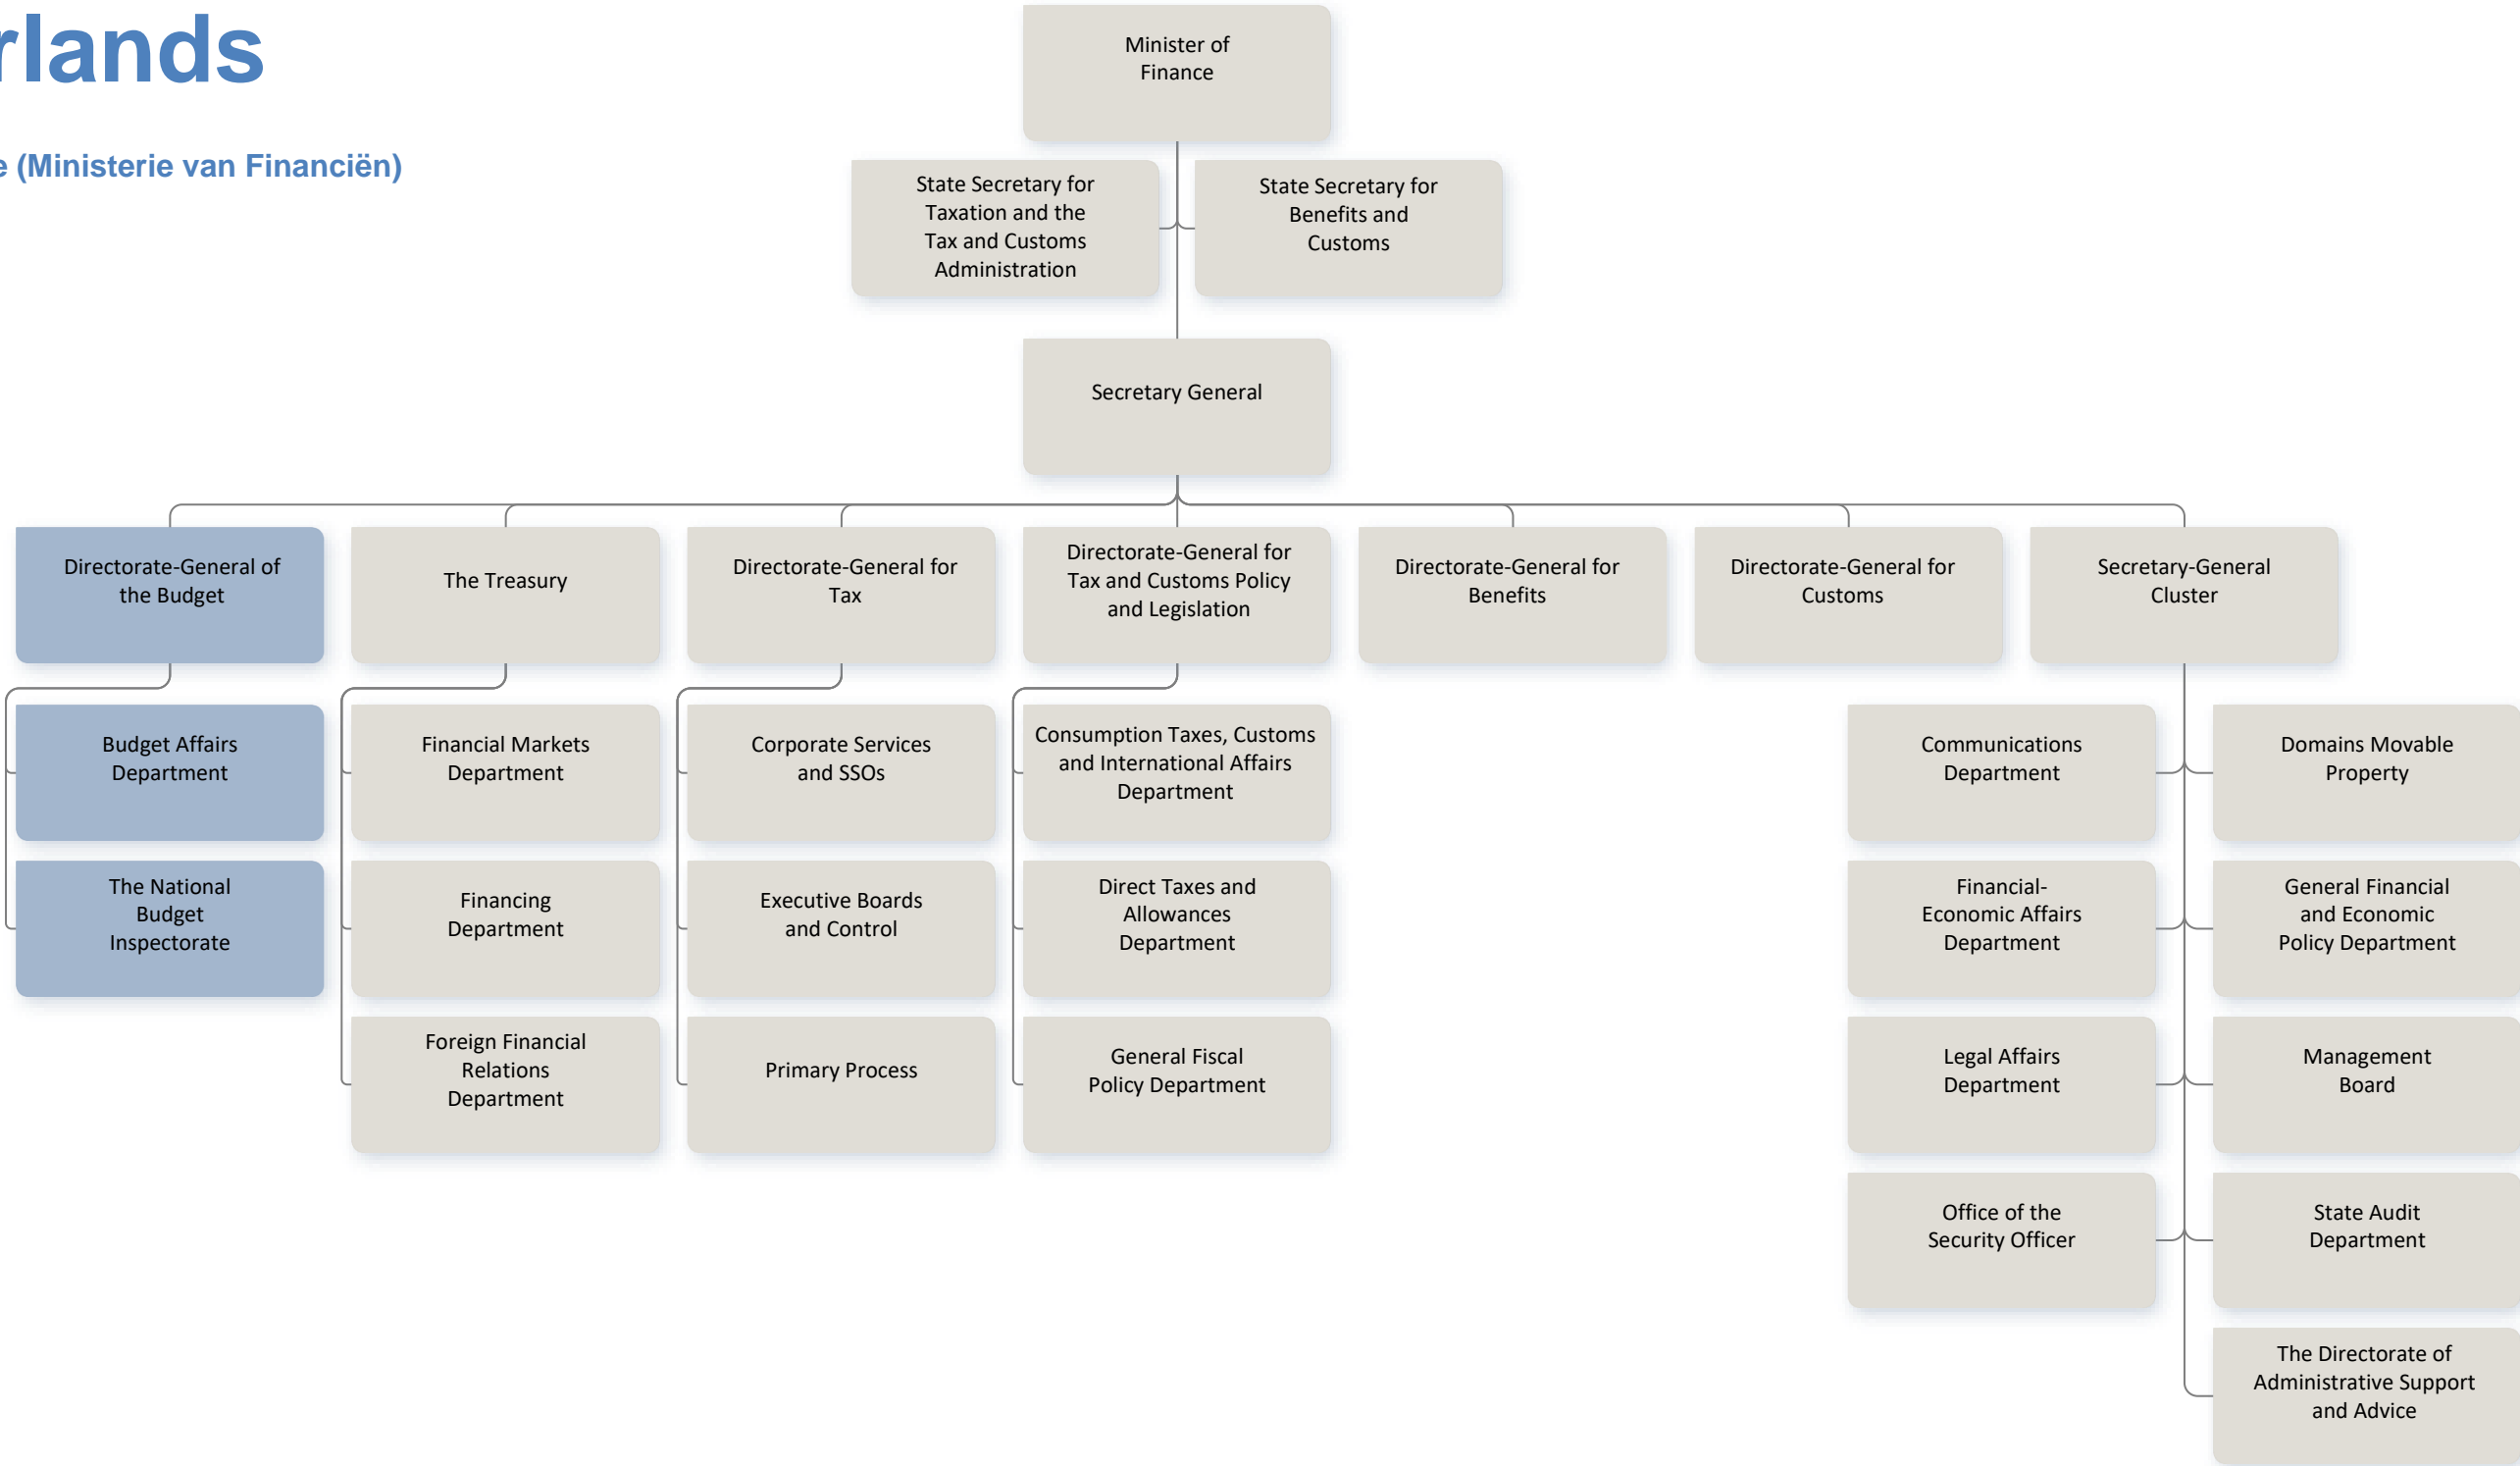 rlands
e (Ministerie van Financiën)
Minister of
Finance
State Secretary for
Taxation and the
Tax and Customs
Administration
State Secretary for
Benefits and
Customs
Secretary General
Directorate-General of
the Budget
The Treasury
Directorate-General for
Tax
Directorate-General for
Tax and Customs Policy
and Legislation
Directorate-General for
Benefits
Directorate-General for
Customs
Secretary-General
Cluster
Budget Affairs
Department
Financial Markets
Department
Corporate Services
and SSOs
Consumption Taxes, Customs
and International Affairs
Department
Communications
Department
Domains Movable
Property
The National
Budget
Inspectorate
Financing
Department
Executive Boards
and Control
Direct Taxes and
Allowances
Department
Financial-
Economic Affairs
Department
General Financial
and Economic
Policy Department
Foreign Financial
Relations
Department
Primary Process
General Fiscal
Policy Department
Legal Affairs
Department
Management
Board
Office of the
Security Officer
State Audit
Department
The Directorate of
Administrative Support
and Advice